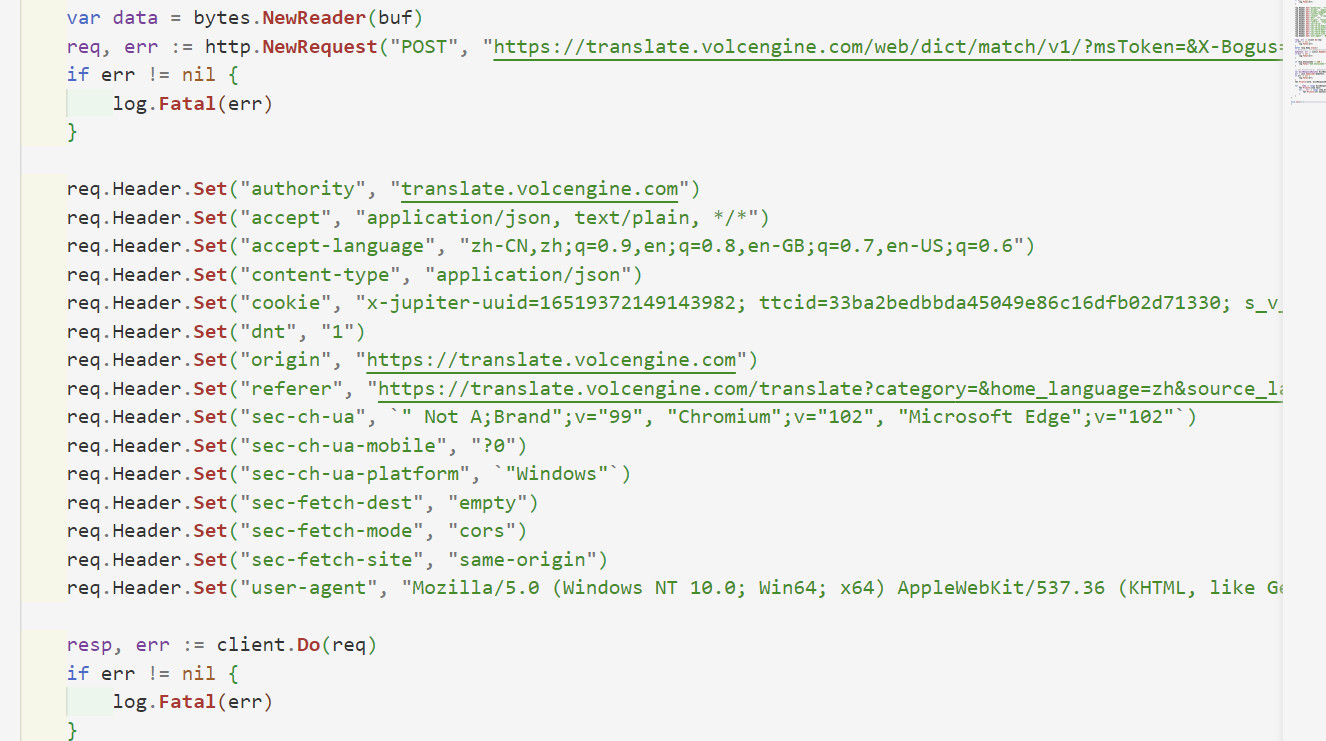 var data = bytes.NewReader(buf)
req, err := http.NewRequest("POST", "https://translate.volcengine.com/web/dict/match/v1/?msToken=&X-Bogus=
if err != nil {
log.Fatal(err)
}
req.Header.Set("authority", "translate.volcengine.com")
req.Header.Set("accept", "application/json, text/plain, */*")
req.Header.Set("accept-language", "zh-CN,zh;q=0.9,en;q=0.8,en-GB;q=0.7,en-US;q=0.6")
req.Header.Set("content-type", "application/json")
req.Header.Set("cookie", "x-jupiter-uuid=16519372149143982; ttcid=33ba2bedbbda45049e86c16dfb02d71330; s_v_
req.Header.Set("dnt", "1")
req.Header.Set("origin", "https://translate.volcengine.com")
req.Header.Set("referer", "https://translate.volcengine.com/translate?category=&home_language=zh&source_la
req.Header.Set("sec-ch-ua", `" Not A;Brand";v="99", "Chromium";v="102", "Microsoft Edge";v="102"`)
req.Header.Set("sec-ch-ua-mobile", "?0")
req.Header.Set("sec-ch-ua-platform", `"Windows"`)
req.Header.Set("sec-fetch-dest", "empty")
req.Header.Set("sec-fetch-mode", "cors")
req.Header.Set("sec-fetch-site", "same-origin")
req.Header.Set("user-agent", "Mozilla/5.0 (Windows NT 10.0; Win64; x64) AppleWebKit/537.36 (KHTML, like Ge
resp, err := client.Do(req)
if err != nil {
log.Fatal(err)
}